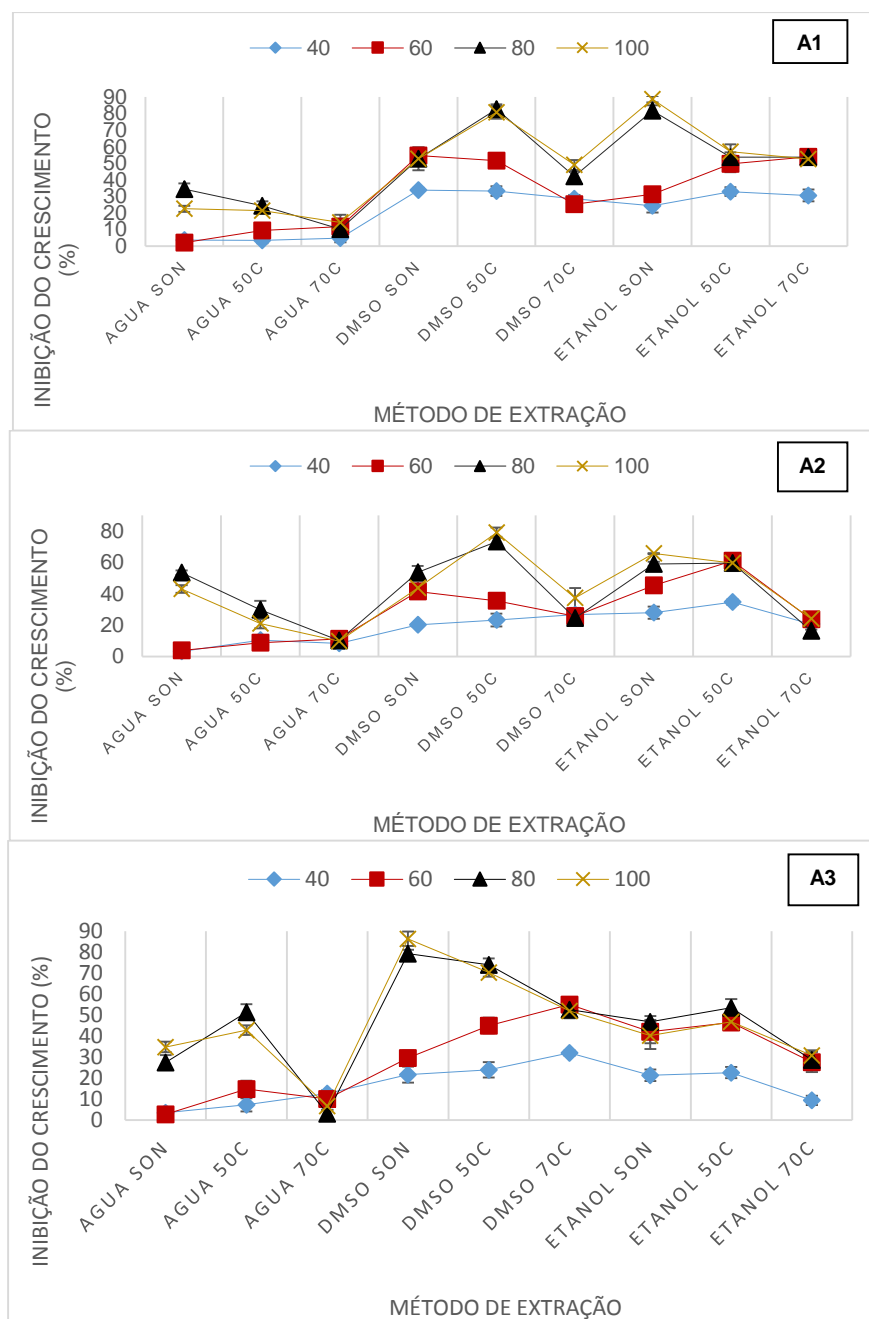 A1
40 60 80 100
INIBIÇÃO DO CRESCIMENTO
(%)
90
80
70
60
50
40
30
20
10
0
AGUA SON
AGUA 50C
AGUA 70C
DMSO SON
DMSO 50C
DMSO 70C
ETANOL SON
ETANOL 50C
ETANOL 70C
MÉTODO DE EXTRAÇÃO
A2
40 60 80 100
INIBIÇÃO DO CRESCIMENTO
(%)
80
60
40
20
0
AGUA SON
AGUA 50C
AGUA 70C
DMSO SON
DMSO 50C
DMSO 70C
ETANOL SON
ETANOL 50C
ETANOL 70C
MÉTODO DE EXTRAÇÃO
A3
40 60 80 100
INIBIÇÃO DO CRESCIMENTO (%)
90
80
70
60
50
40
30
20
10
0
AGUA SON
AGUA 50C
AGUA 70C
DMSO SON
DMSO 50C
DMSO 70C
ETANOL SON
ETANOL 50C
ETANOL 70C
MÉTODO DE EXTRAÇÃO